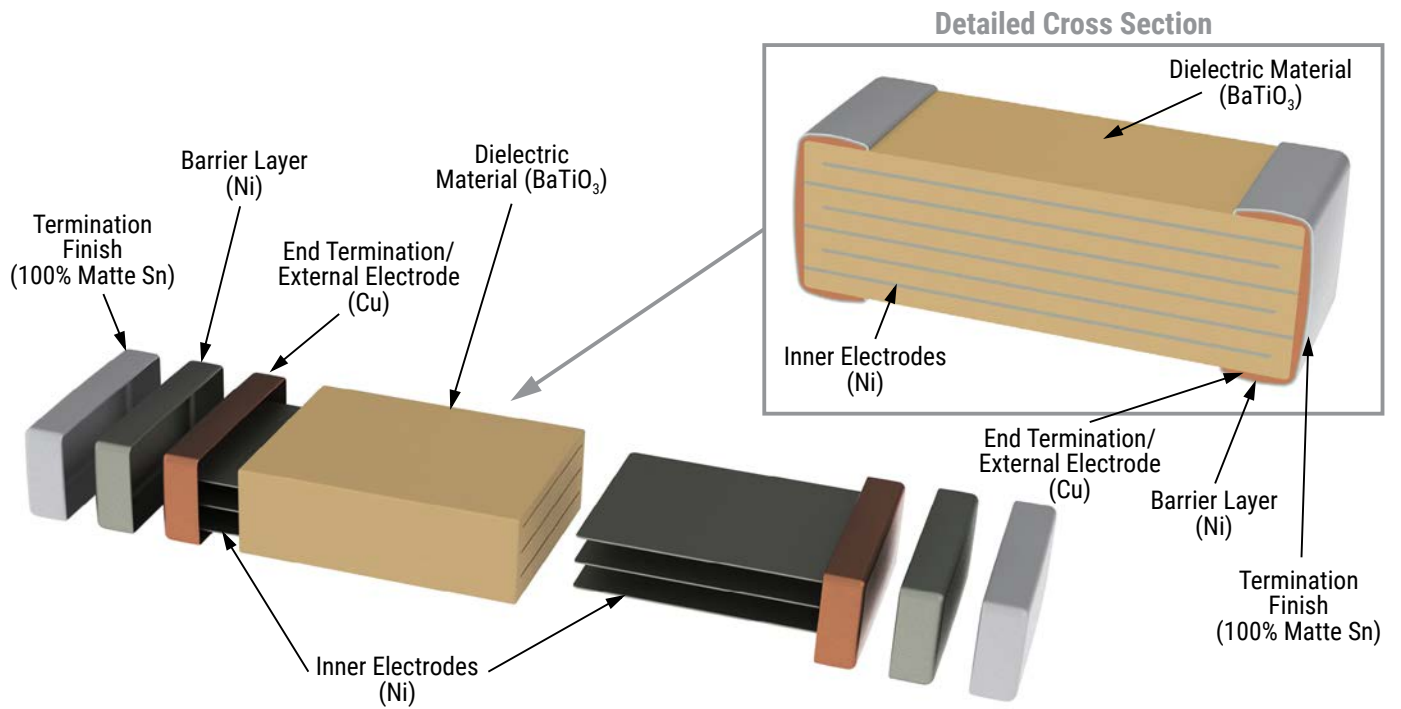 Detailed Cross Section
Dielectric Material
(BaTiO₃)
Inner Electrodes
(Ni)
End Termination/
External Electrode
(Cu)
Barrier Layer
(Ni)
Termination
Finish
(100% Matte Sn)
Barrier Layer
(Ni)
Dielectric
Material (BaTiO₃)
Termination
Finish
(100% Matte Sn)
End Termination/
External Electrode
(Cu)
Inner Electrodes
(Ni)